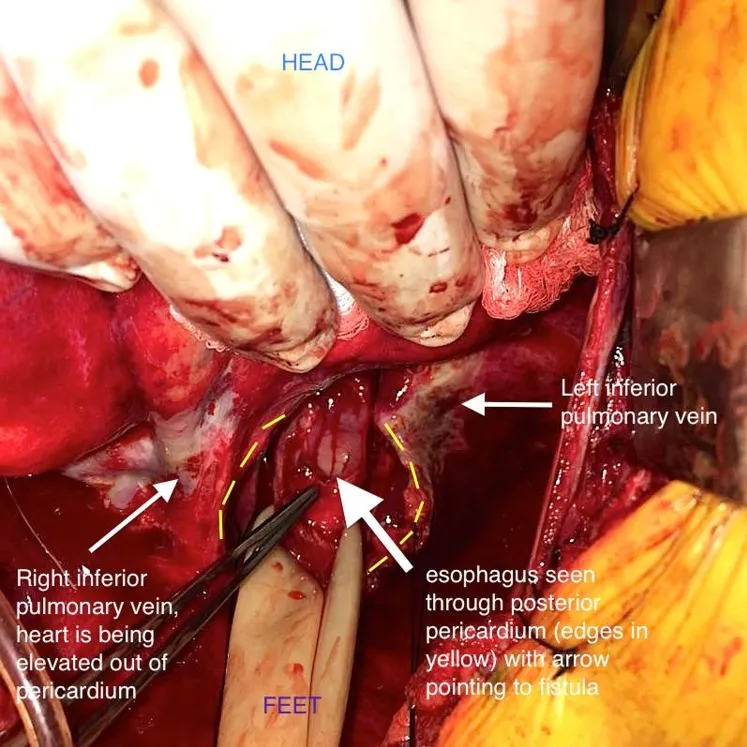 HEAD
Left inferior
pulmonary vein
Right inferior
pulmonary vein,
heart is being
elevated out of
pericardium
esophagus seen
through posterior
pericardium (edges in
yellow) with arrow
pointing to fistula
FEET